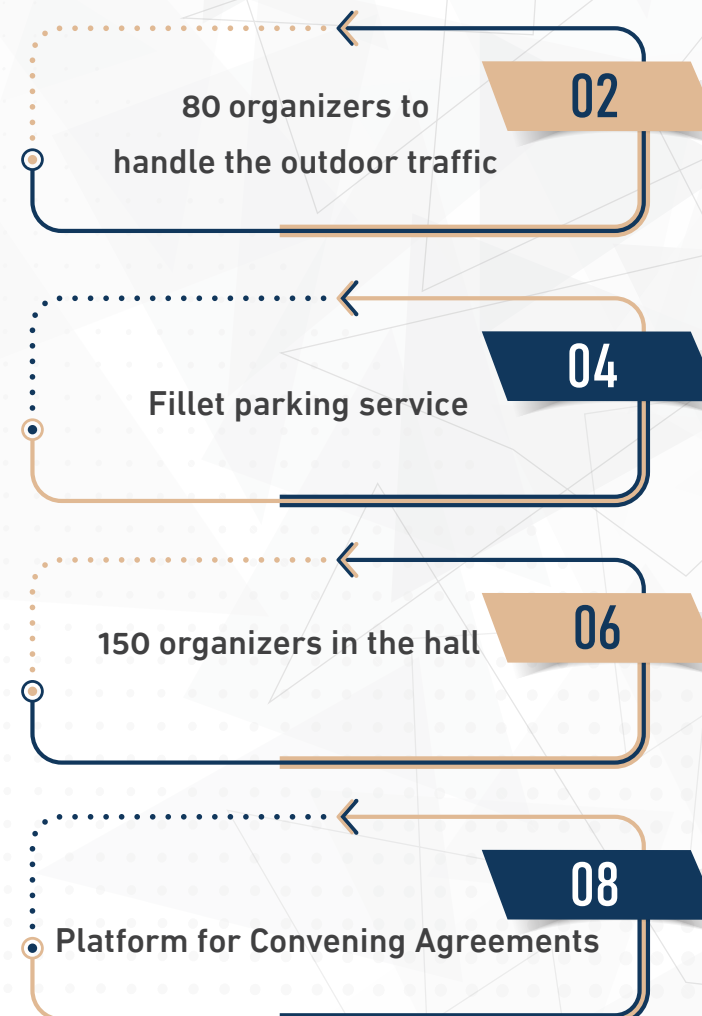 02
80 organizers to
handle the outdoor traffic
04
Fillet parking service
06
150 organizers in the hall
08
Platform for Convening Agreements